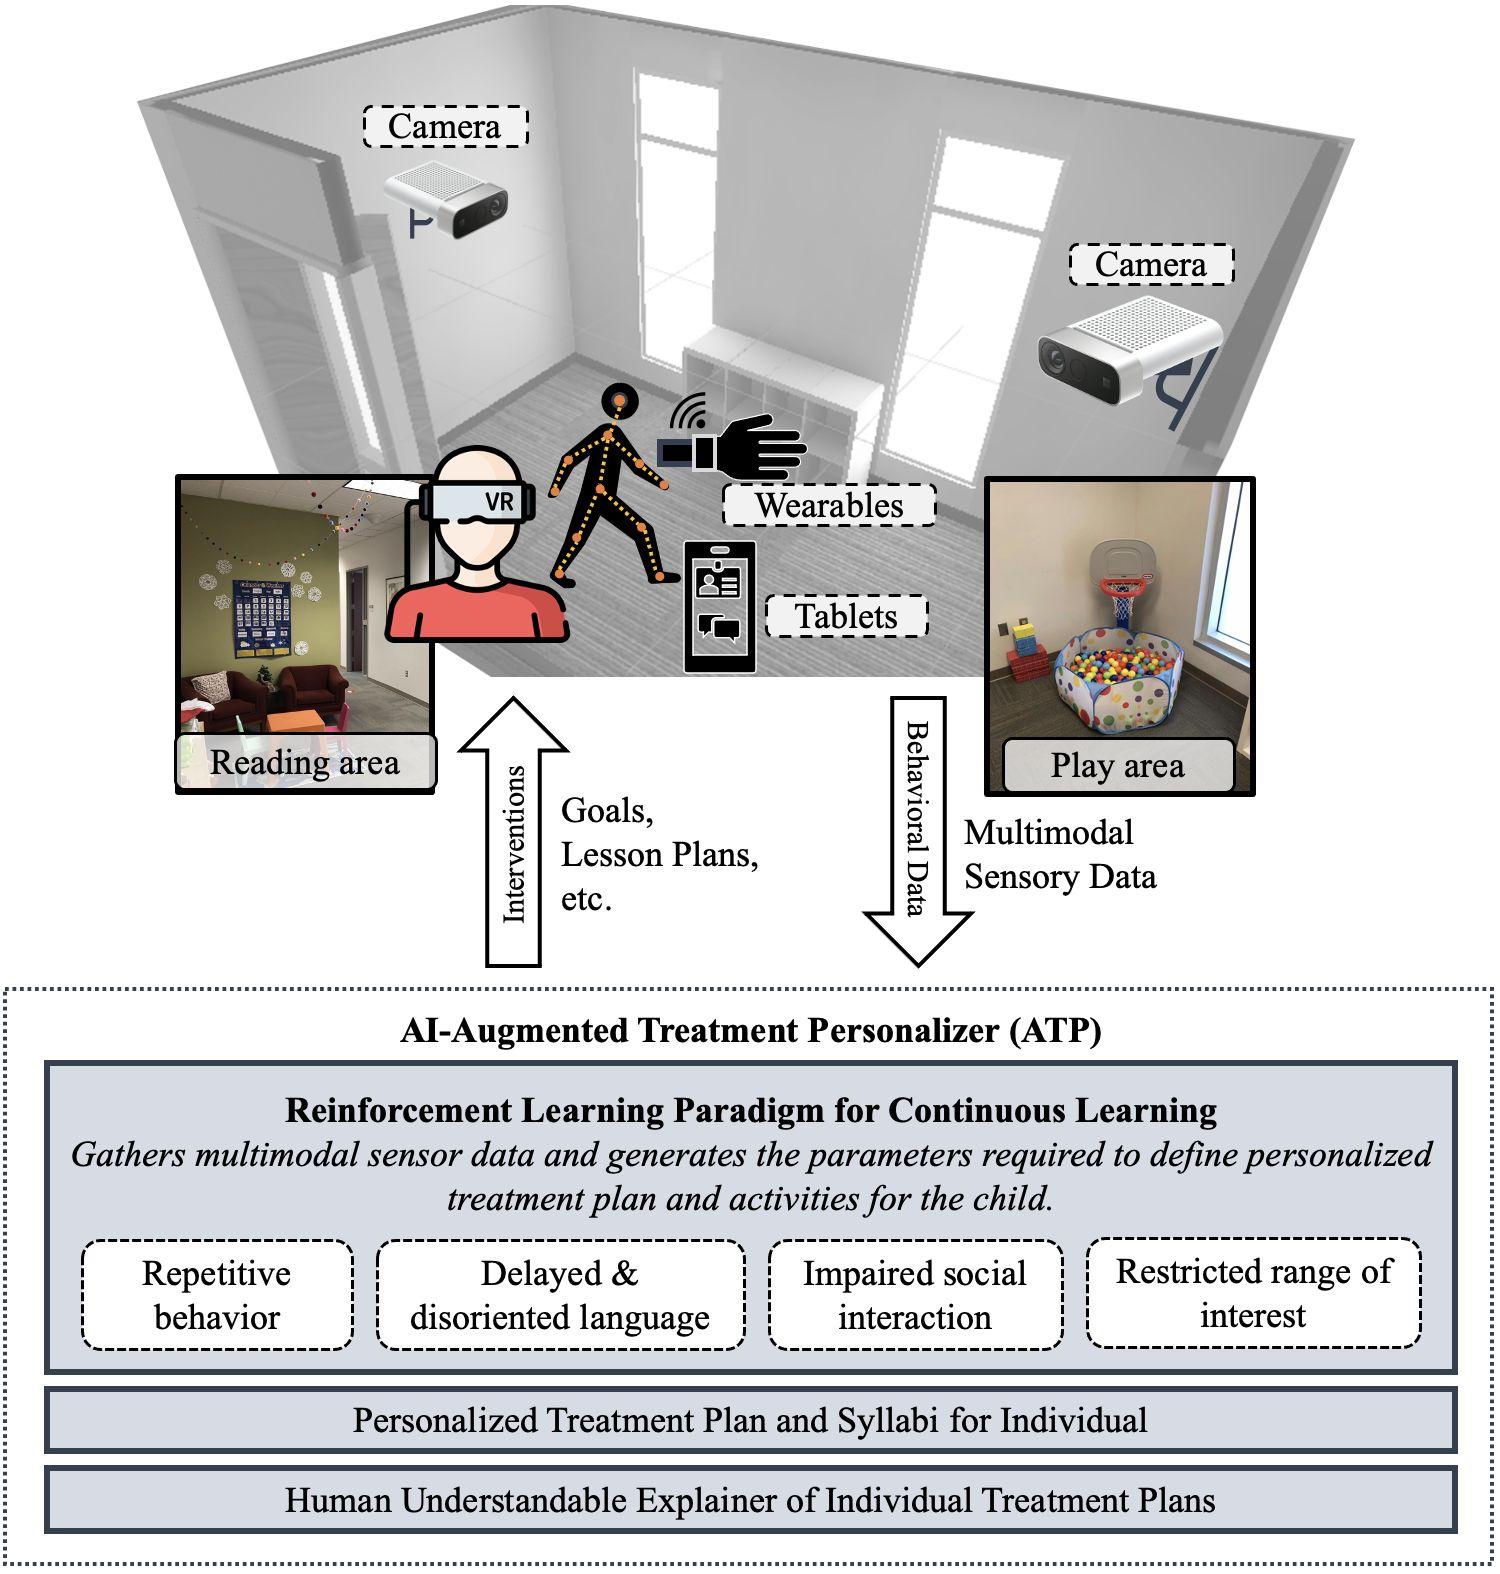 Camera
Camera
VR
Wearables
Tablets
Reading area
Play area
Interventions
Goals,
Lesson Plans,
etc.
Behavioral Data
Multimodal
Sensory Data
AI-Augmented Treatment Personalizer (ATP)
Reinforcement Learning Paradigm for Continuous Learning
Gathers multimodal sensor data and generates the parameters required to define personalized
treatment plan and activities for the child.
Repetitive
behavior
Delayed &
disoriented language
Impaired social
interaction
Restricted range of
interest
Personalized Treatment Plan and Syllabi for Individual
Human Understandable Explainer of Individual Treatment Plans